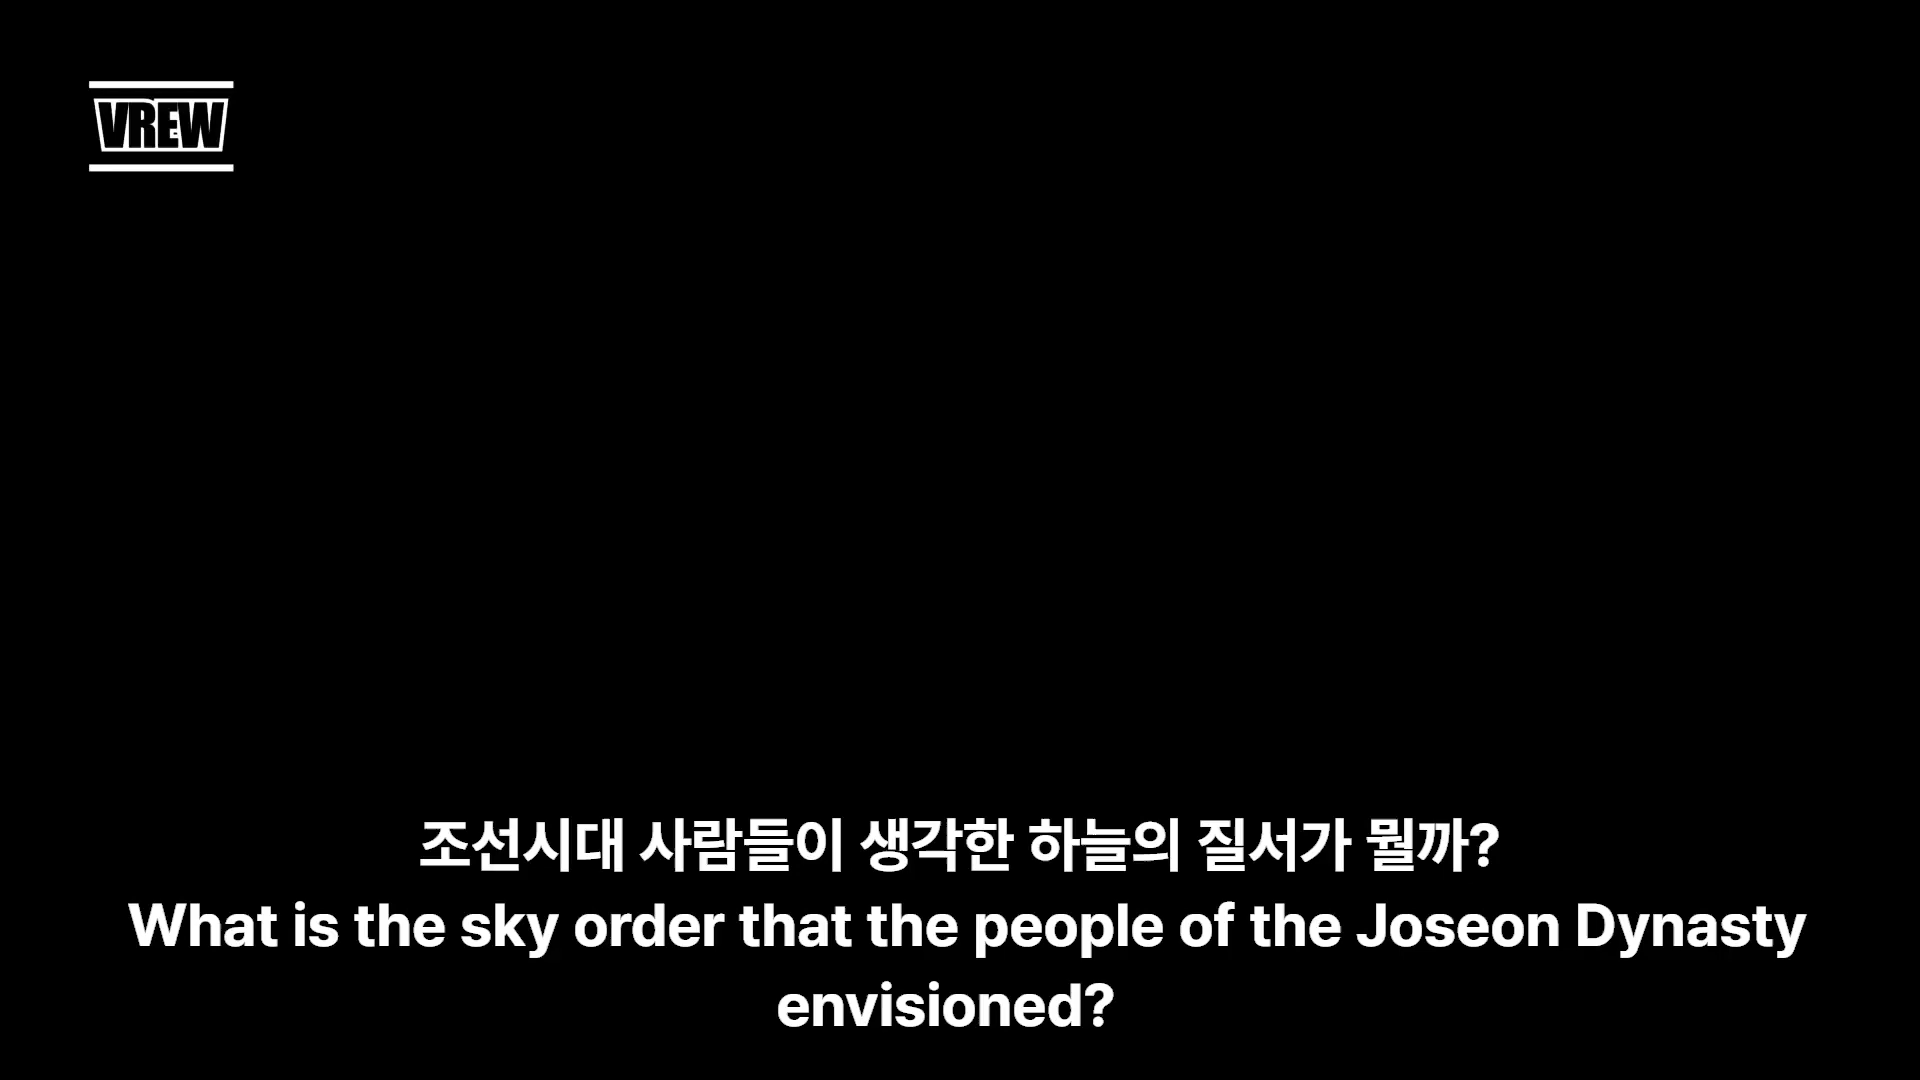 VREW
조선시대 사람들이 생각한 하늘의 질서가 뭘까?
What is the sky order that the people of the Joseon Dynasty
envisioned?